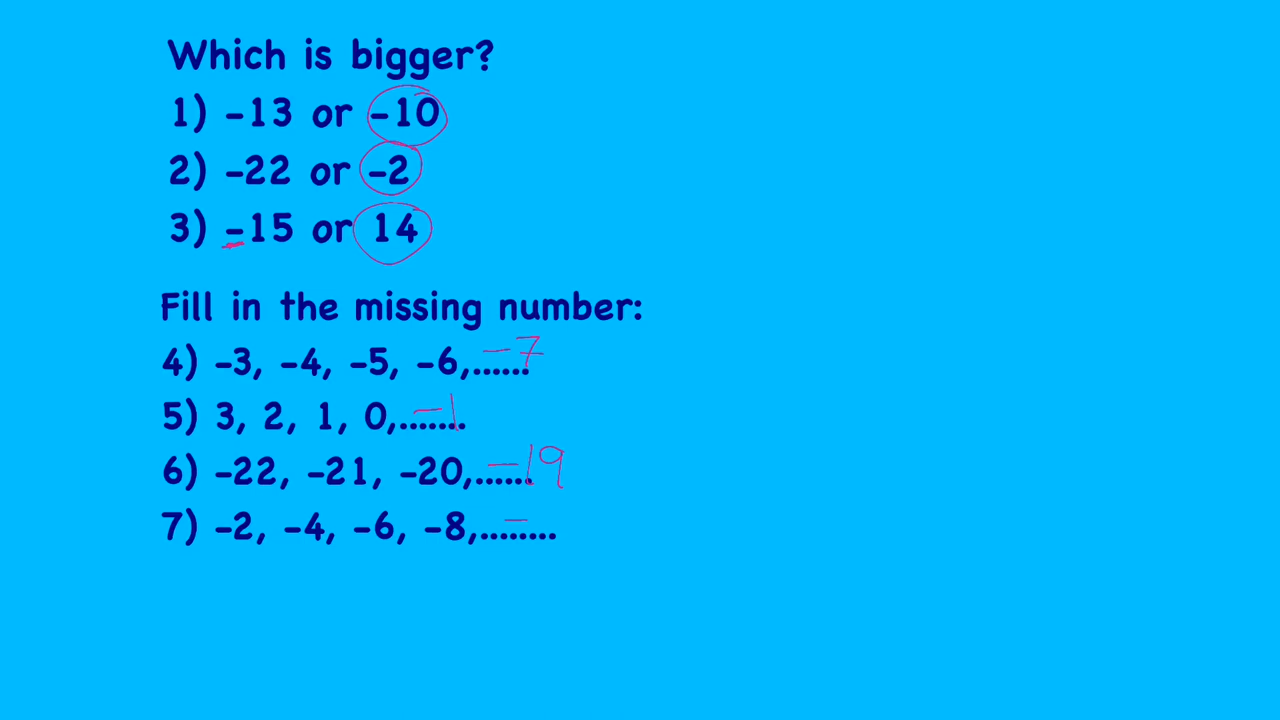 Which is bigger?
1) -13 or -10
2) -22 or -2
3) -15 or 14
Fill in the missing number:
4) -3, -4, -5, -6,...... -7
5) 3, 2, 1, 0,....... -1
6) -22, -21, -20,...... -19
7) -2, -4, -6, -8,........ -